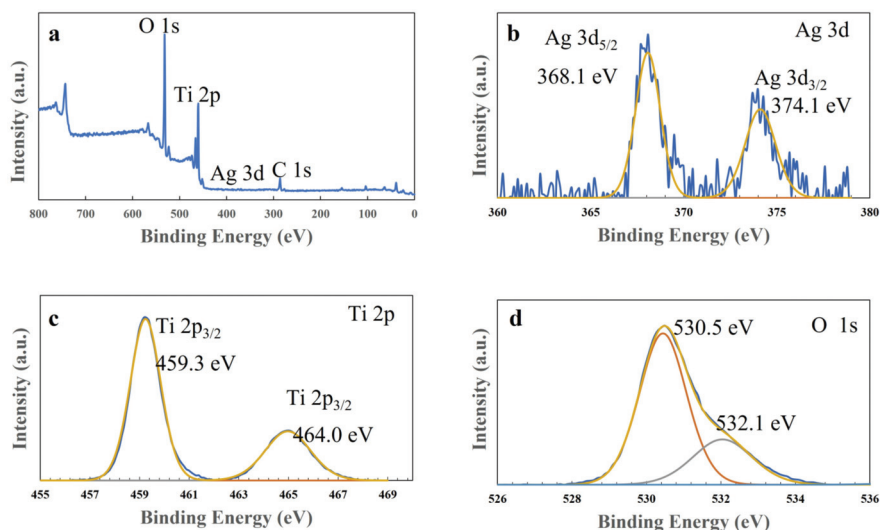 a
O 1s
Ti 2p
Ag 3d
C 1s
Intensity (a.u.)
800 700 600 500 400 300 200 100 0
Binding Energy (eV)
b
Ag 3d
Ag 3d5/2
368.1 eV
Ag 3d3/2
374.1 eV
Intensity (a.u.)
360 365 370 375 380
Binding Energy (eV)
c
Ti 2p
Ti 2p3/2
459.3 eV
Ti 2p3/2
464.0 eV
Intensity (a.u.)
455 457 459 461 463 465 467 469
Binding Energy (eV)
d
O 1s
530.5 eV
532.1 eV
Intensity (a.u.)
526 528 530 532 534 536
Binding Energy (eV)